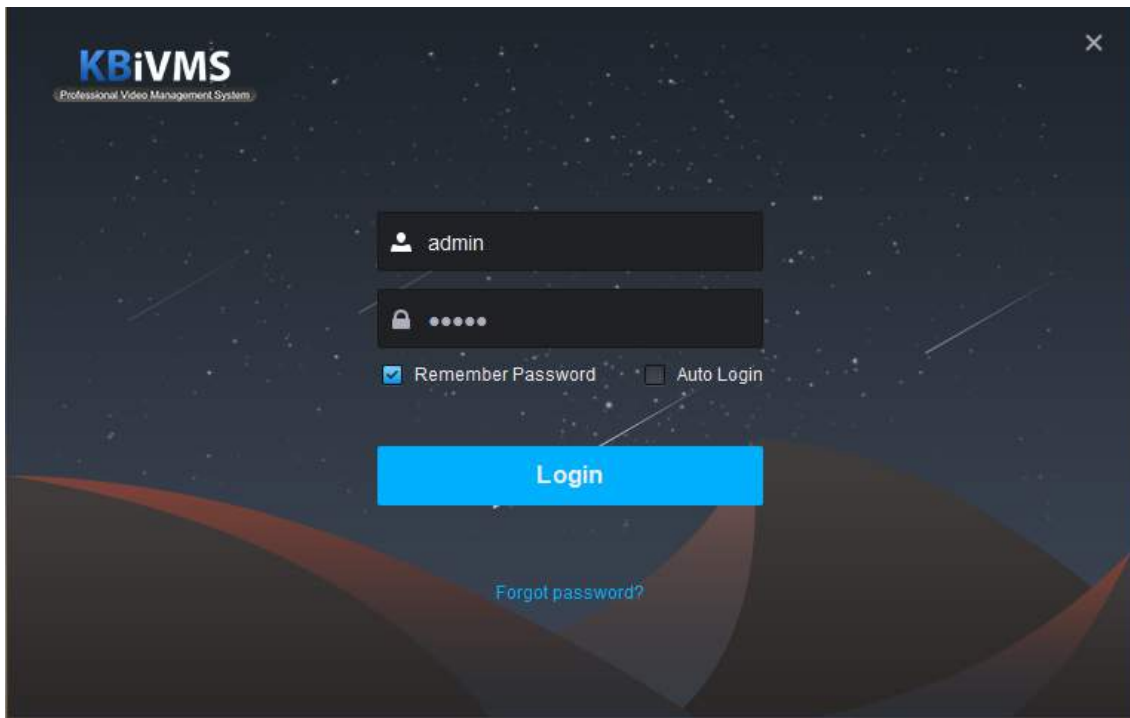 KBiVMS
Professional Video Management System
admin
●●●●●
Remember Password
Auto Login
Login
Forgot password?